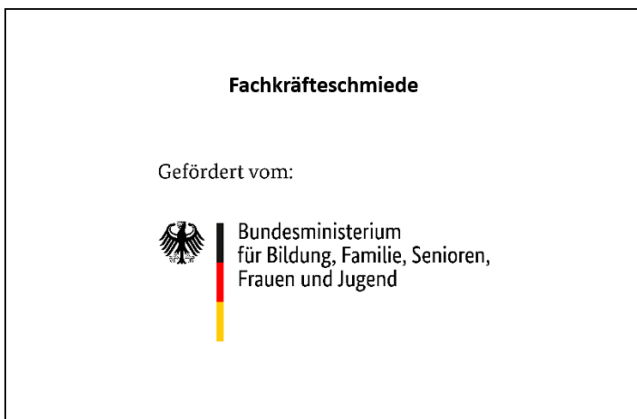 Fachkräfteschmiede
Gefördert vom:
Bundesministerium
für Bildung, Familie, Senioren,
Frauen und Jugend